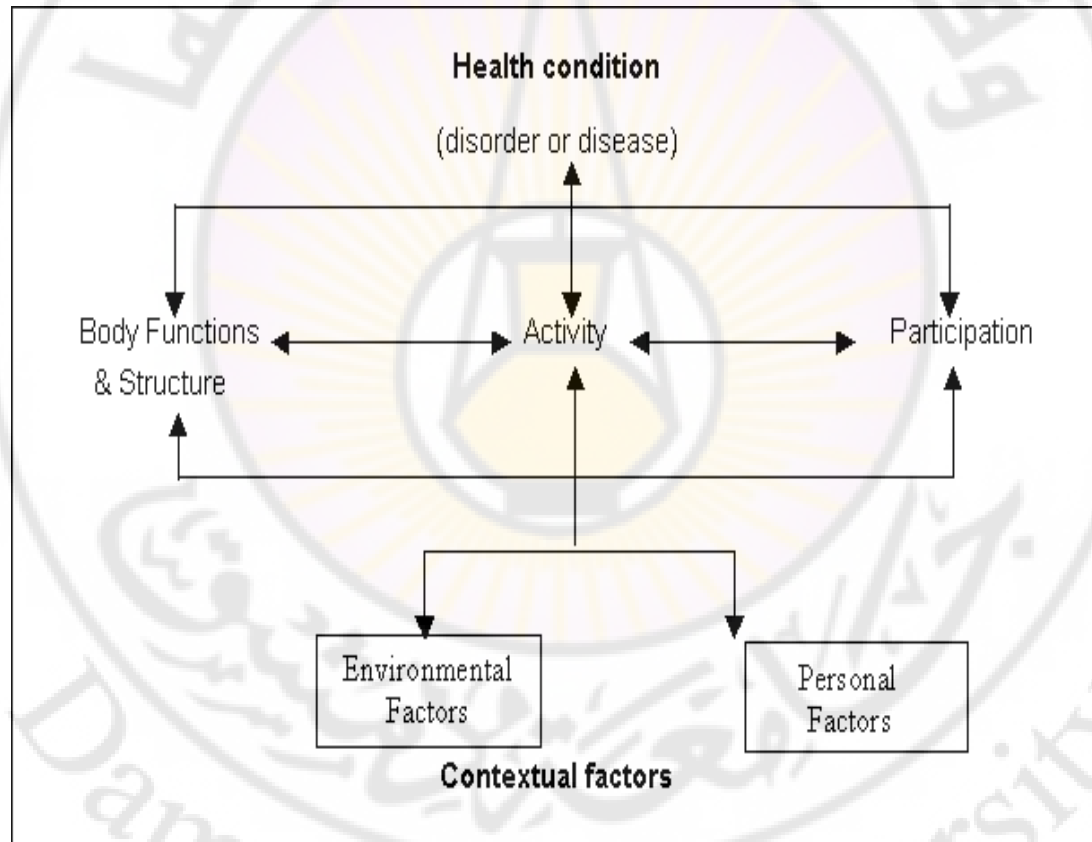 Health condition
(disorder or disease)
Body Functions
& Structure
Activity
Participation
Environmental
Factors
Personal
Factors
Contextual factors